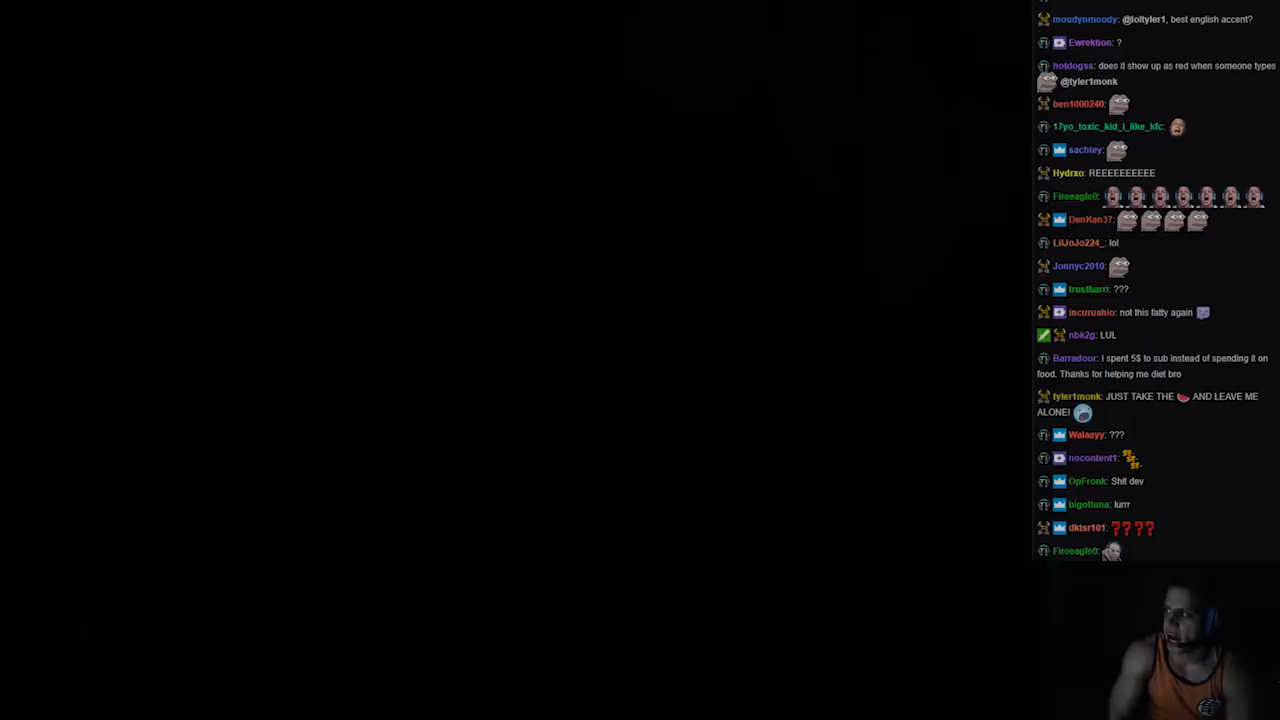 moudynmoody: @loltyler1, best english accent?
Ewrektion: ?
hotdogss: does it show up as red when someone types
@tyler1monk
ben1000240:
17yo_toxic_kid_i_like_kfc:
sachtey:
Hydrxo: REEEEEEEEEE
Fireeagle0:
DenKan37:
LilJoJo224_: lol
Jonnyc2010:
trustharri: ???
incurushio: not this fatty again
nbk2g: LUL
Barradoor: I spent 5$ to sub instead of spending it on
food. Thanks for helping me diet bro
tyler1monk: JUST TAKE THE 🍉 AND LEAVE ME
ALONE!
Walaayy: ???
nocontent1:
OpFronk: Shit dev
bigoltuna: lurrr
dktsr101: ????
Fireeagle0: